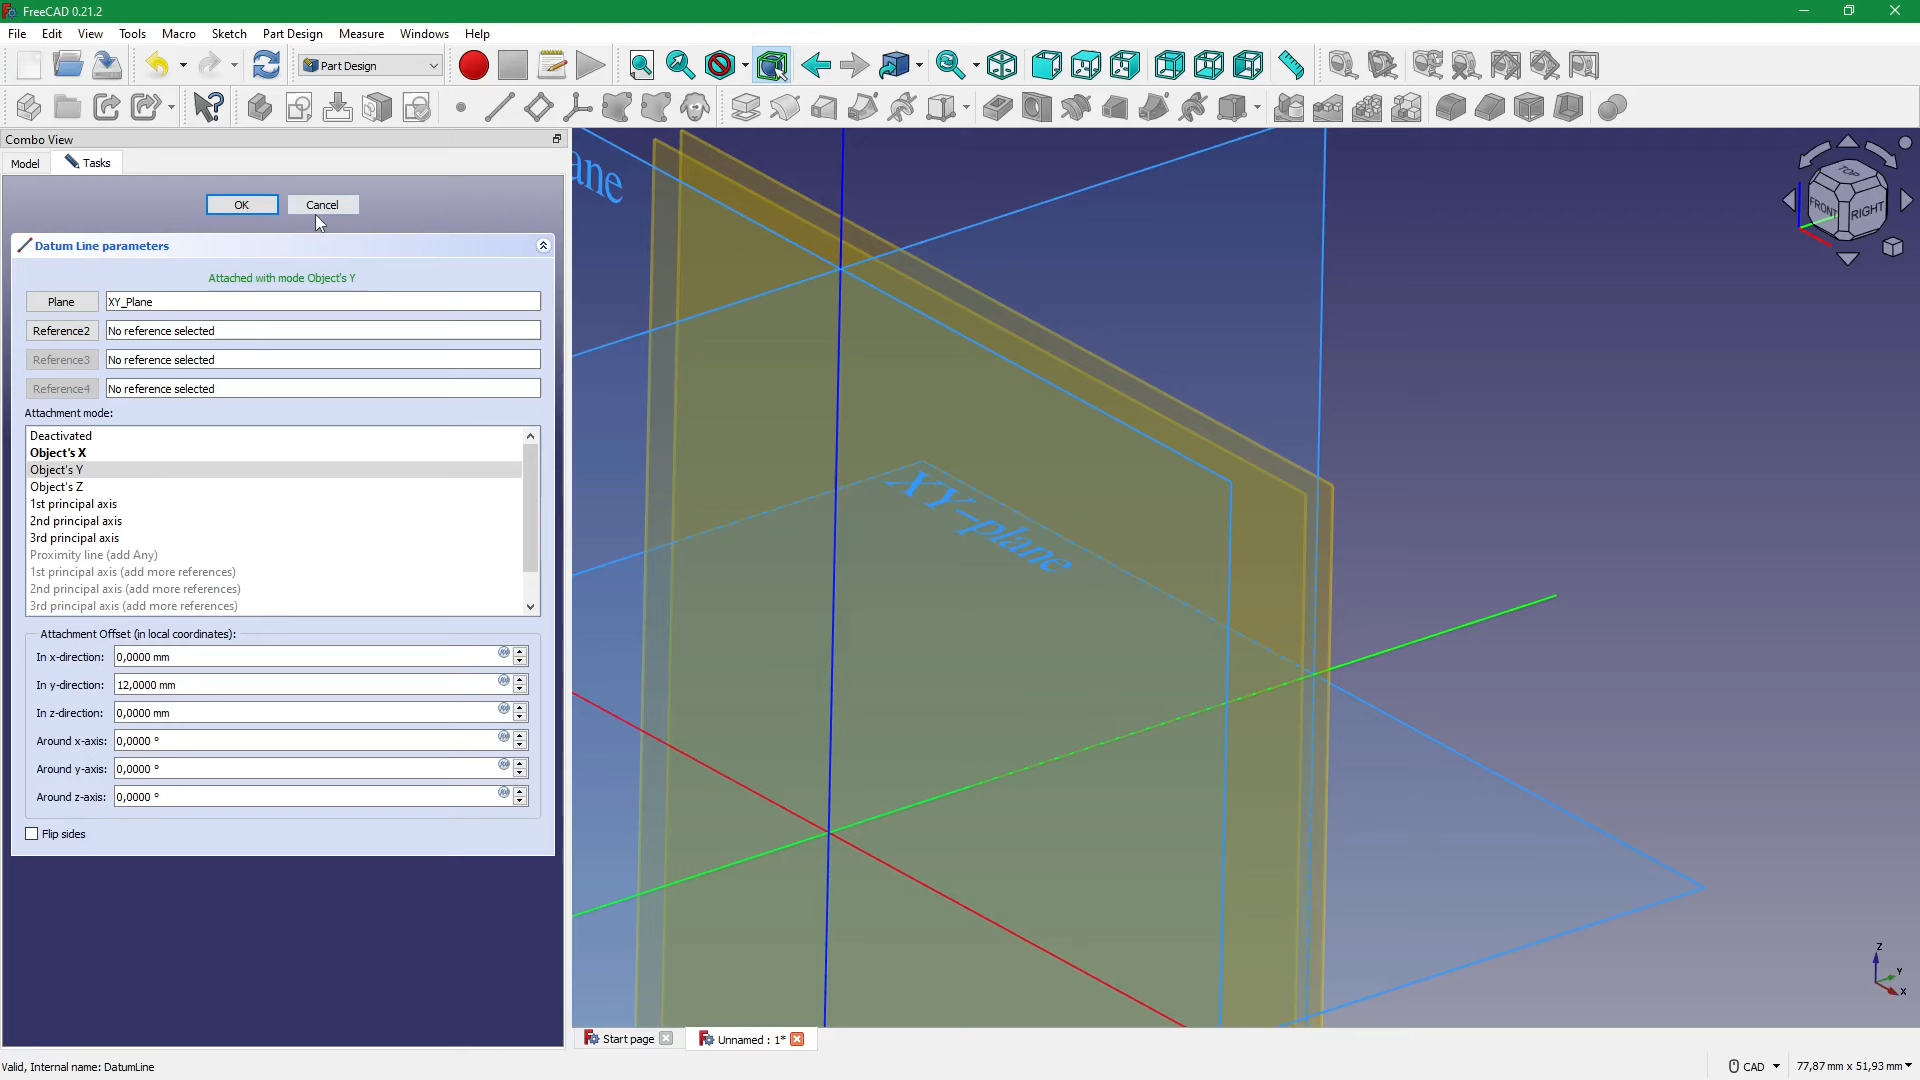 FreeCAD 0.21.2
File Edit View Tools Macro Sketch Part Design Measure Windows Help
Part Design
Combo View
Model Tasks
OK Cancel
Datum Line parameters
Attached with mode Object's Y
Plane XY_Plane
Reference2 No reference selected
Reference3 No reference selected
Reference4 No reference selected
Attachment mode:
Deactivated
Object's X
Object's Y
Object's Z
1st principal axis
2nd principal axis
3rd principal axis
Proximity line (add Any)
1st principal axis (add more references)
2nd principal axis (add more references)
3rd principal axis (add more references)
Attachment Offset (in local coordinates):
In x-direction: 0,0000 mm
In y-direction: 12,0000 mm
In z-direction: 0,0000 mm
Around x-axis: 0,0000 °
Around y-axis: 0,0000 °
Around z-axis: 0,0000 °
Flip sides
ane
XY-plane
TOP
FRONT RIGHT
Z
Y
X
Start page Unnamed : 1*
Valid, Internal name: DatumLine
CAD 77,87 mm x 51,93 mm